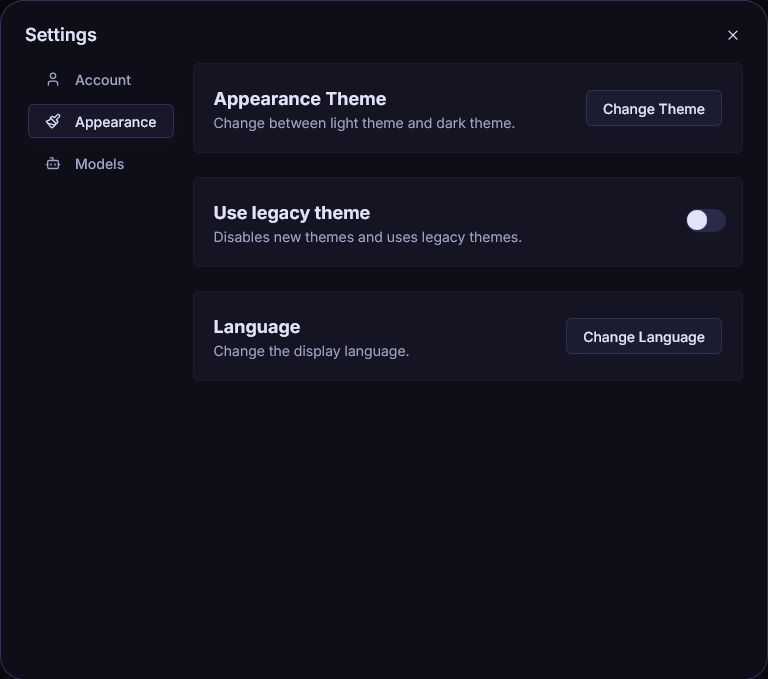 Settings
Account
Appearance
Models
Appearance Theme
Change between light theme and dark theme.
Change Theme
Use legacy theme
Disables new themes and uses legacy themes.
Language
Change the display language.
Change Language